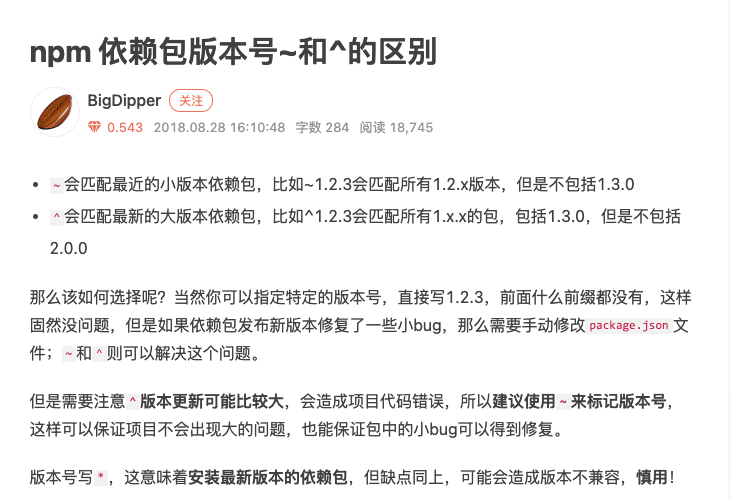 npm 依赖包版本号~和^的区别
BigDipper 关注
0.543 2018.08.28 16:10:48 字数 284 阅读 18,745
• ~会匹配最近的小版本依赖包，比如~1.2.3会匹配所有1.2.x版本，但是不包括1.3.0
• ^会匹配最新的大版本依赖包，比如^1.2.3会匹配所有1.x.x的包，包括1.3.0，但是不包括
2.0.0
那么该如何选择呢？当然你可以指定特定的版本号，直接写1.2.3，前面什么前缀都没有，这样
固然没问题，但是如果依赖包发布新版本修复了一些小bug，那么需要手动修改package.json文
件；~和^则可以解决这个问题。
但是需要注意^版本更新可能比较大，会造成项目代码错误，所以建议使用~来标记版本号，
这样可以保证项目不会出现大的问题，也能保证包中的小bug可以得到修复。
版本号写*，这意味着安装最新版本的依赖包，但缺点同上，可能会造成版本不兼容，慎用！